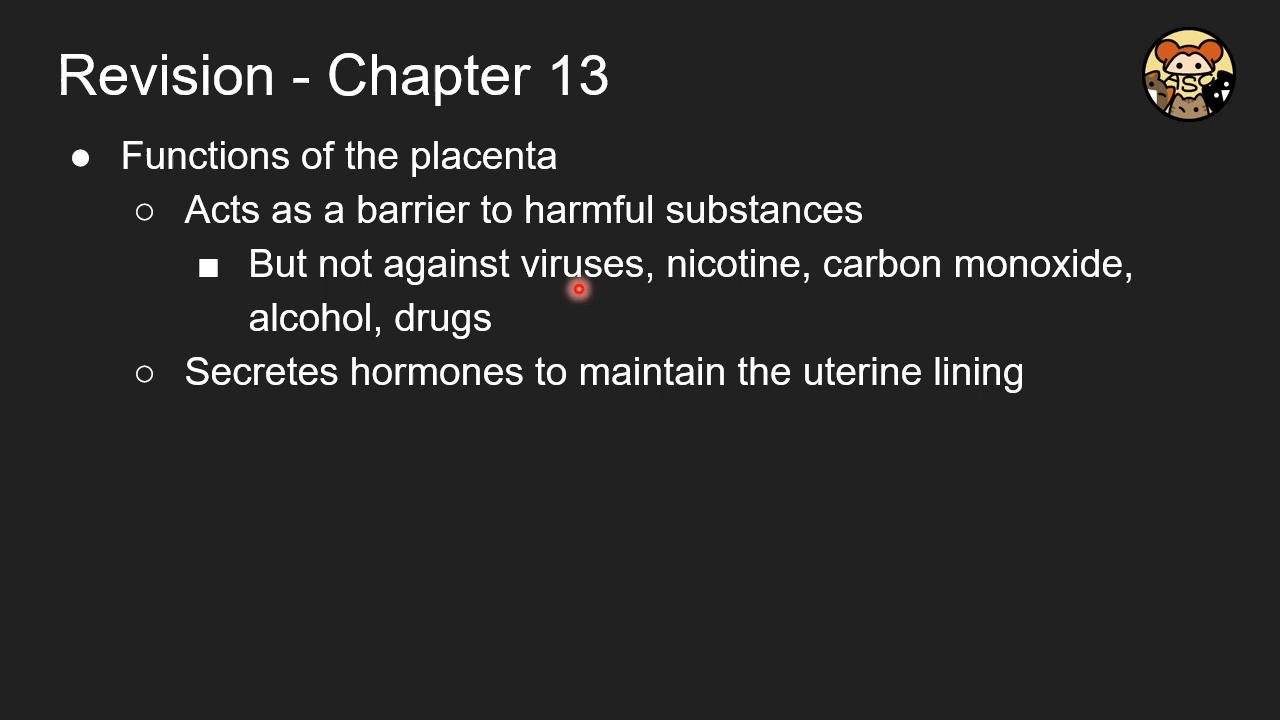 Revision - Chapter 13
● Functions of the placenta
○ Acts as a barrier to harmful substances
■ But not against viruses, nicotine, carbon monoxide,
alcohol, drugs
○ Secretes hormones to maintain the uterine lining
S